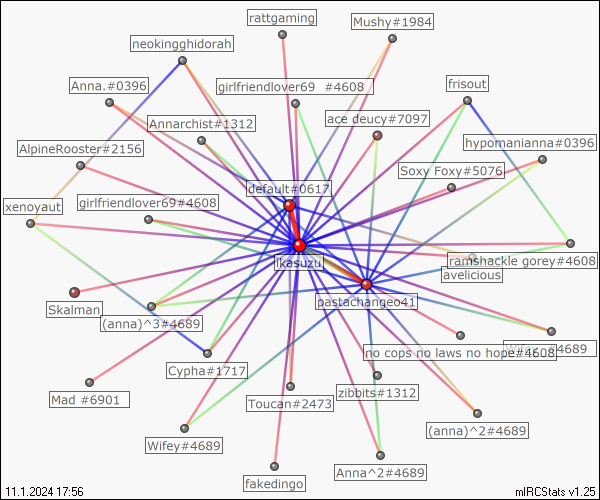 rattgaming
Mushy#1984
neokingghidorah
Anna.#0396
girlfriendlover69 #4608
frisout
Annarchist#1312
ace deucy#7097
hypomanianna#0396
AlpineRooster#2156
Soxy Foxy#5076
default#0617
xenoyaut
girlfriendlover69#4608
ikasuzu
ramshackle gorey#4608
avelicious
pastachangeo41
Skalman
(anna)^3#4689
no cops no laws no hope#4608
#4689
Cypha#1717
zibbits#1312
Mad #6901
Toucan#2473
(anna)^2#4689
Wifey#4689
Anna^2#4689
fakedingo
11.1.2024 17:56
mIRCStats v1.25